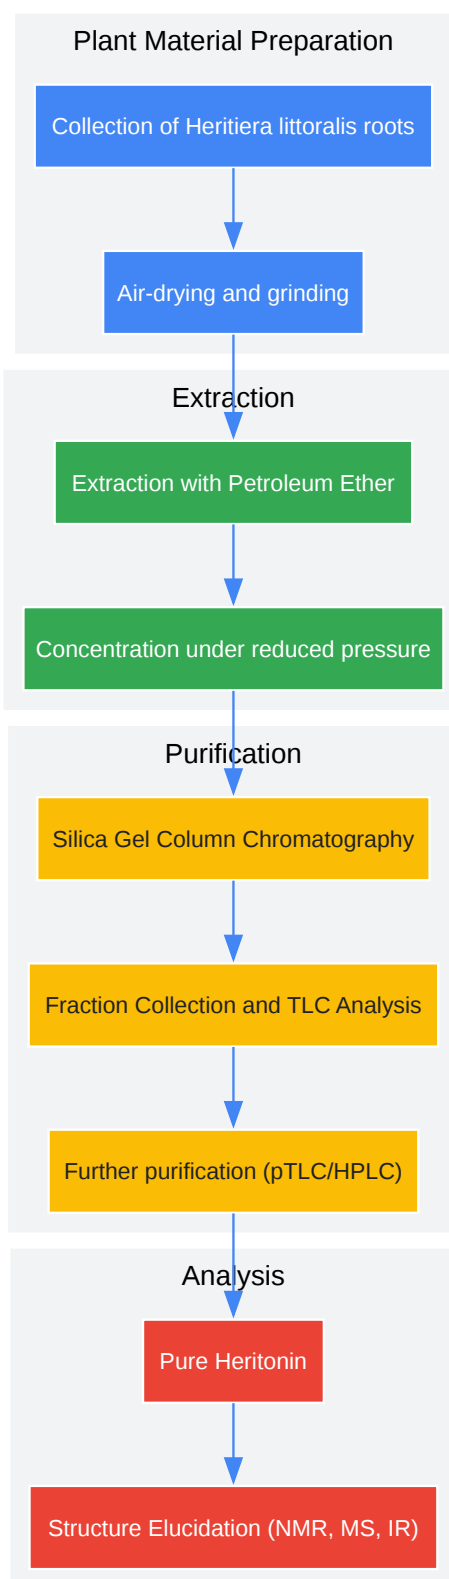 Plant Material Preparation
Collection of Heritiera littoralis roots
Air-drying and grinding
Extraction
Extraction with Petroleum Ether
Concentration under reduced pressure
Purification
Silica Gel Column Chromatography
Fraction Collection and TLC Analysis
Further purification (pTLC/HPLC)
Analysis
Pure Heritonin
Structure Elucidation (NMR, MS, IR)